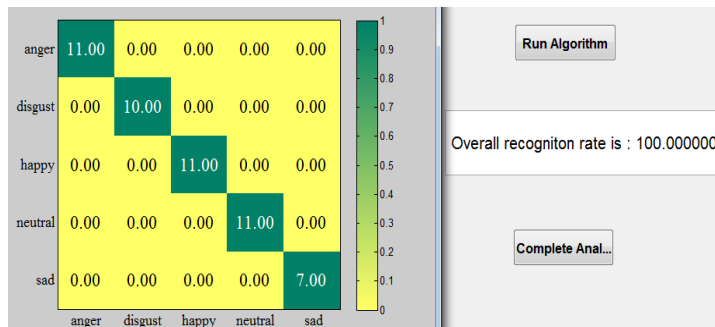 anger 11.00 0.00 0.00 0.00 0.00
disgust 0.00 10.00 0.00 0.00 0.00
happy 0.00 0.00 11.00 0.00 0.00
neutral 0.00 0.00 0.00 11.00 0.00
sad 0.00 0.00 0.00 0.00 7.00
anger disgust happy neutral sad
1
0.9
0.8
0.7
0.6
0.5
0.4
0.3
0.2
0.1
0
Run Algorithm
Overall recogniton rate is : 100.000000
Complete Anal...